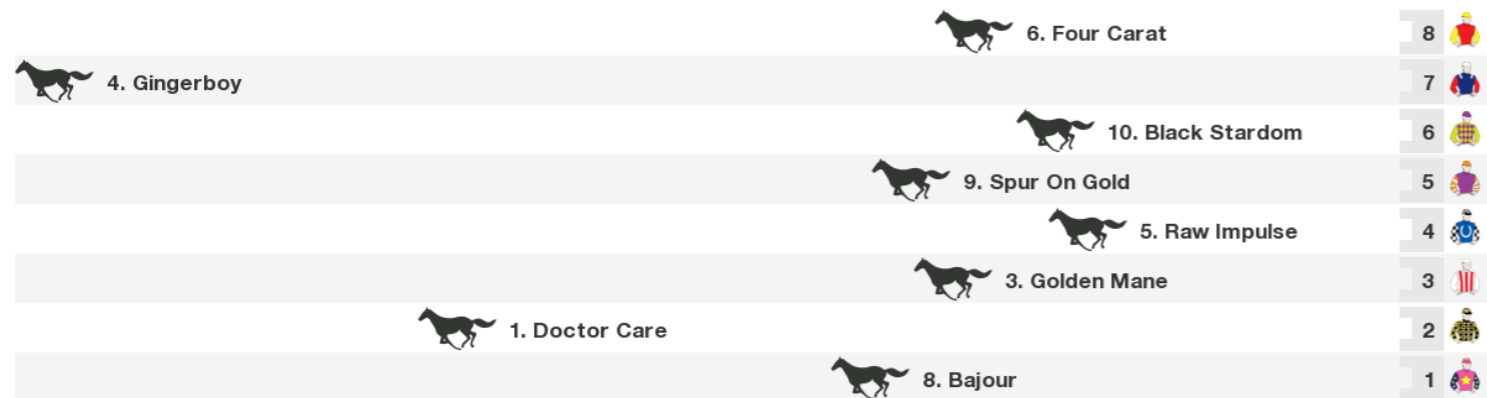 6. Four Carat 8
4. Gingerboy 7
10. Black Stardom 6
9. Spur On Gold 5
5. Raw Impulse 4
3. Golden Mane 3
1. Doctor Care 2
8. Bajour 1